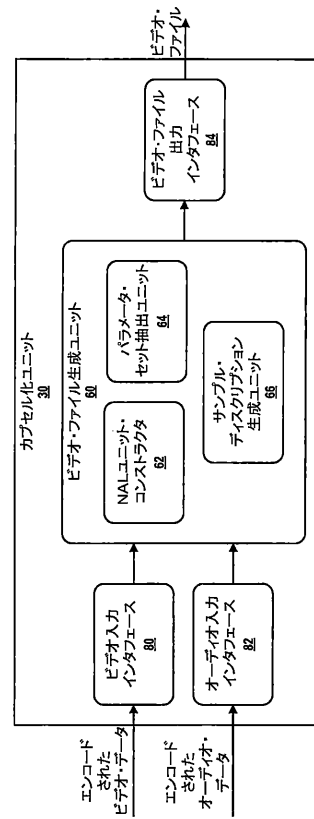 カプセル化ユニット
30
ビデオ・ファイル生成ユニット
60
NALユニット・
コンストラクタ
62
パラメータ・
セット抽出ユニット
64
サンプル・
ディスクリプション
生成ユニット
66
ビデオ入力
インタフェース
80
オーディオ入力
インタフェース
82
ビデオ・ファイル
出力
インタフェース
84
エンコード
された
ビデオ・データ
エンコード
された
オーディオ・
データ
ビデオ・
ファイル